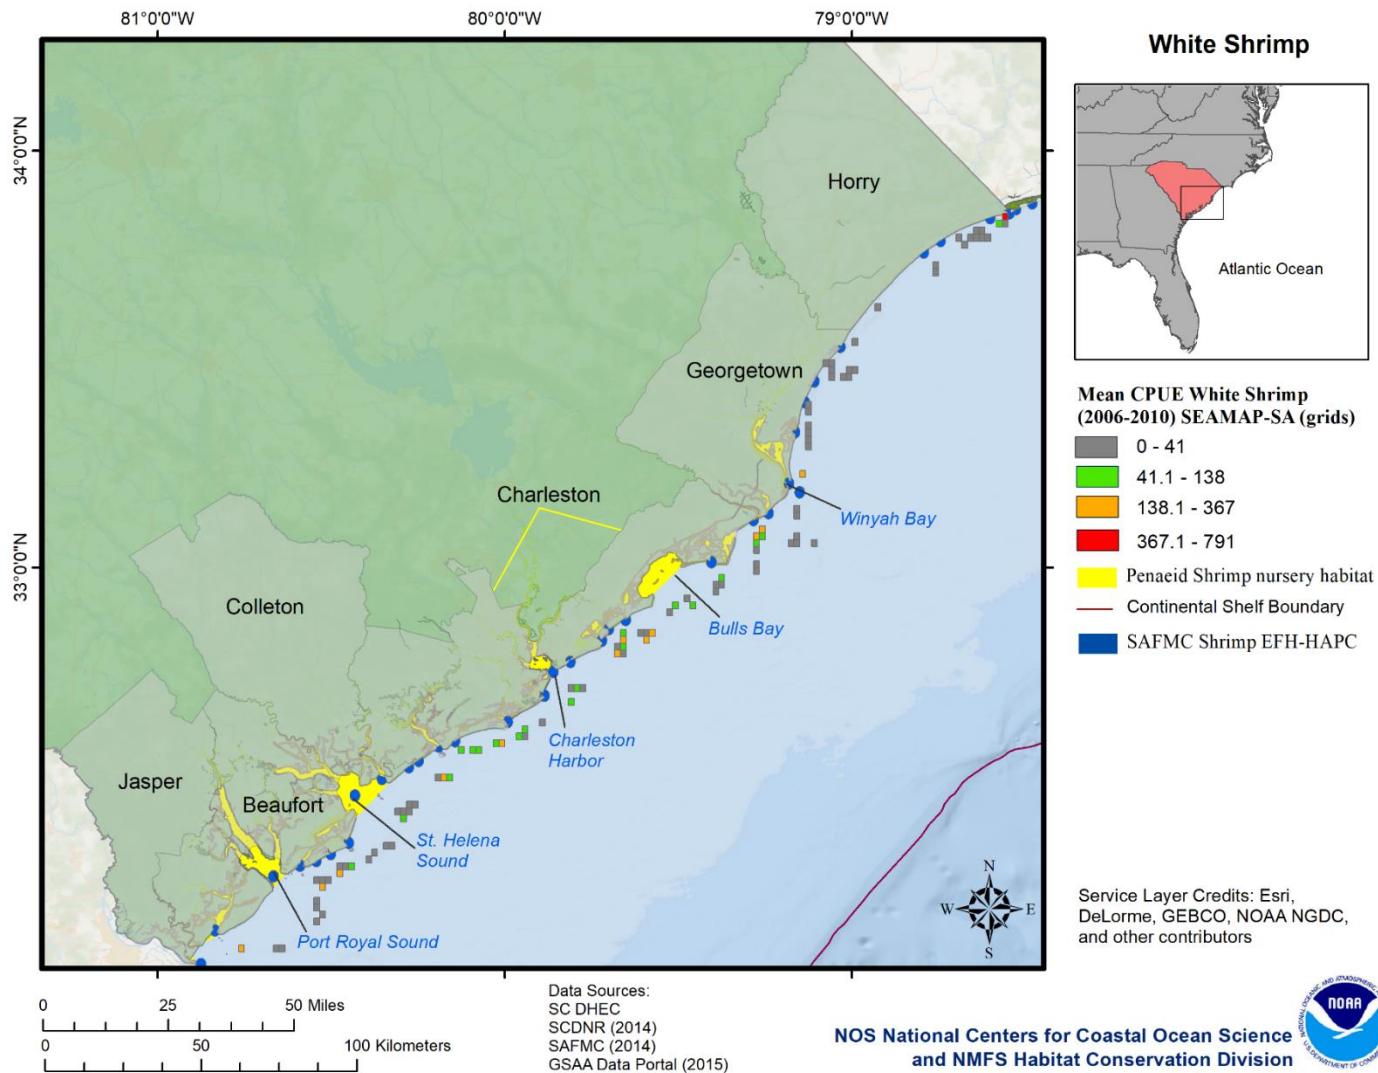 81°0'0"W
80°0'0"W
79°0'0"W
White Shrimp
34°0'0"N
33°0'0"N
Horry
Georgetown
Charleston
Winyah Bay
Colleton
Bulls Bay
Charleston
Harbor
Jasper
Beaufort
St. Helena
Sound
Port Royal Sound
N
W
E
S
Atlantic Ocean
Mean CPUE White Shrimp
(2006-2010) SEAMAP-SA (grids)
0 - 41
41.1 - 138
138.1 - 367
367.1 - 791
Penaeid Shrimp nursery habitat
Continental Shelf Boundary
SAFMC Shrimp EFH-HAPC
Service Layer Credits: Esri,
DeLorme, GEBCO, NOAA NGDC,
and other contributors
0 25 50 Miles
0 50 100 Kilometers
Data Sources:
SC DHEC
SCDNR (2014)
SAFMC (2014)
GSAA Data Portal (2015)
NOS National Centers for Coastal Ocean Science
and NMFS Habitat Conservation Division
NOAA